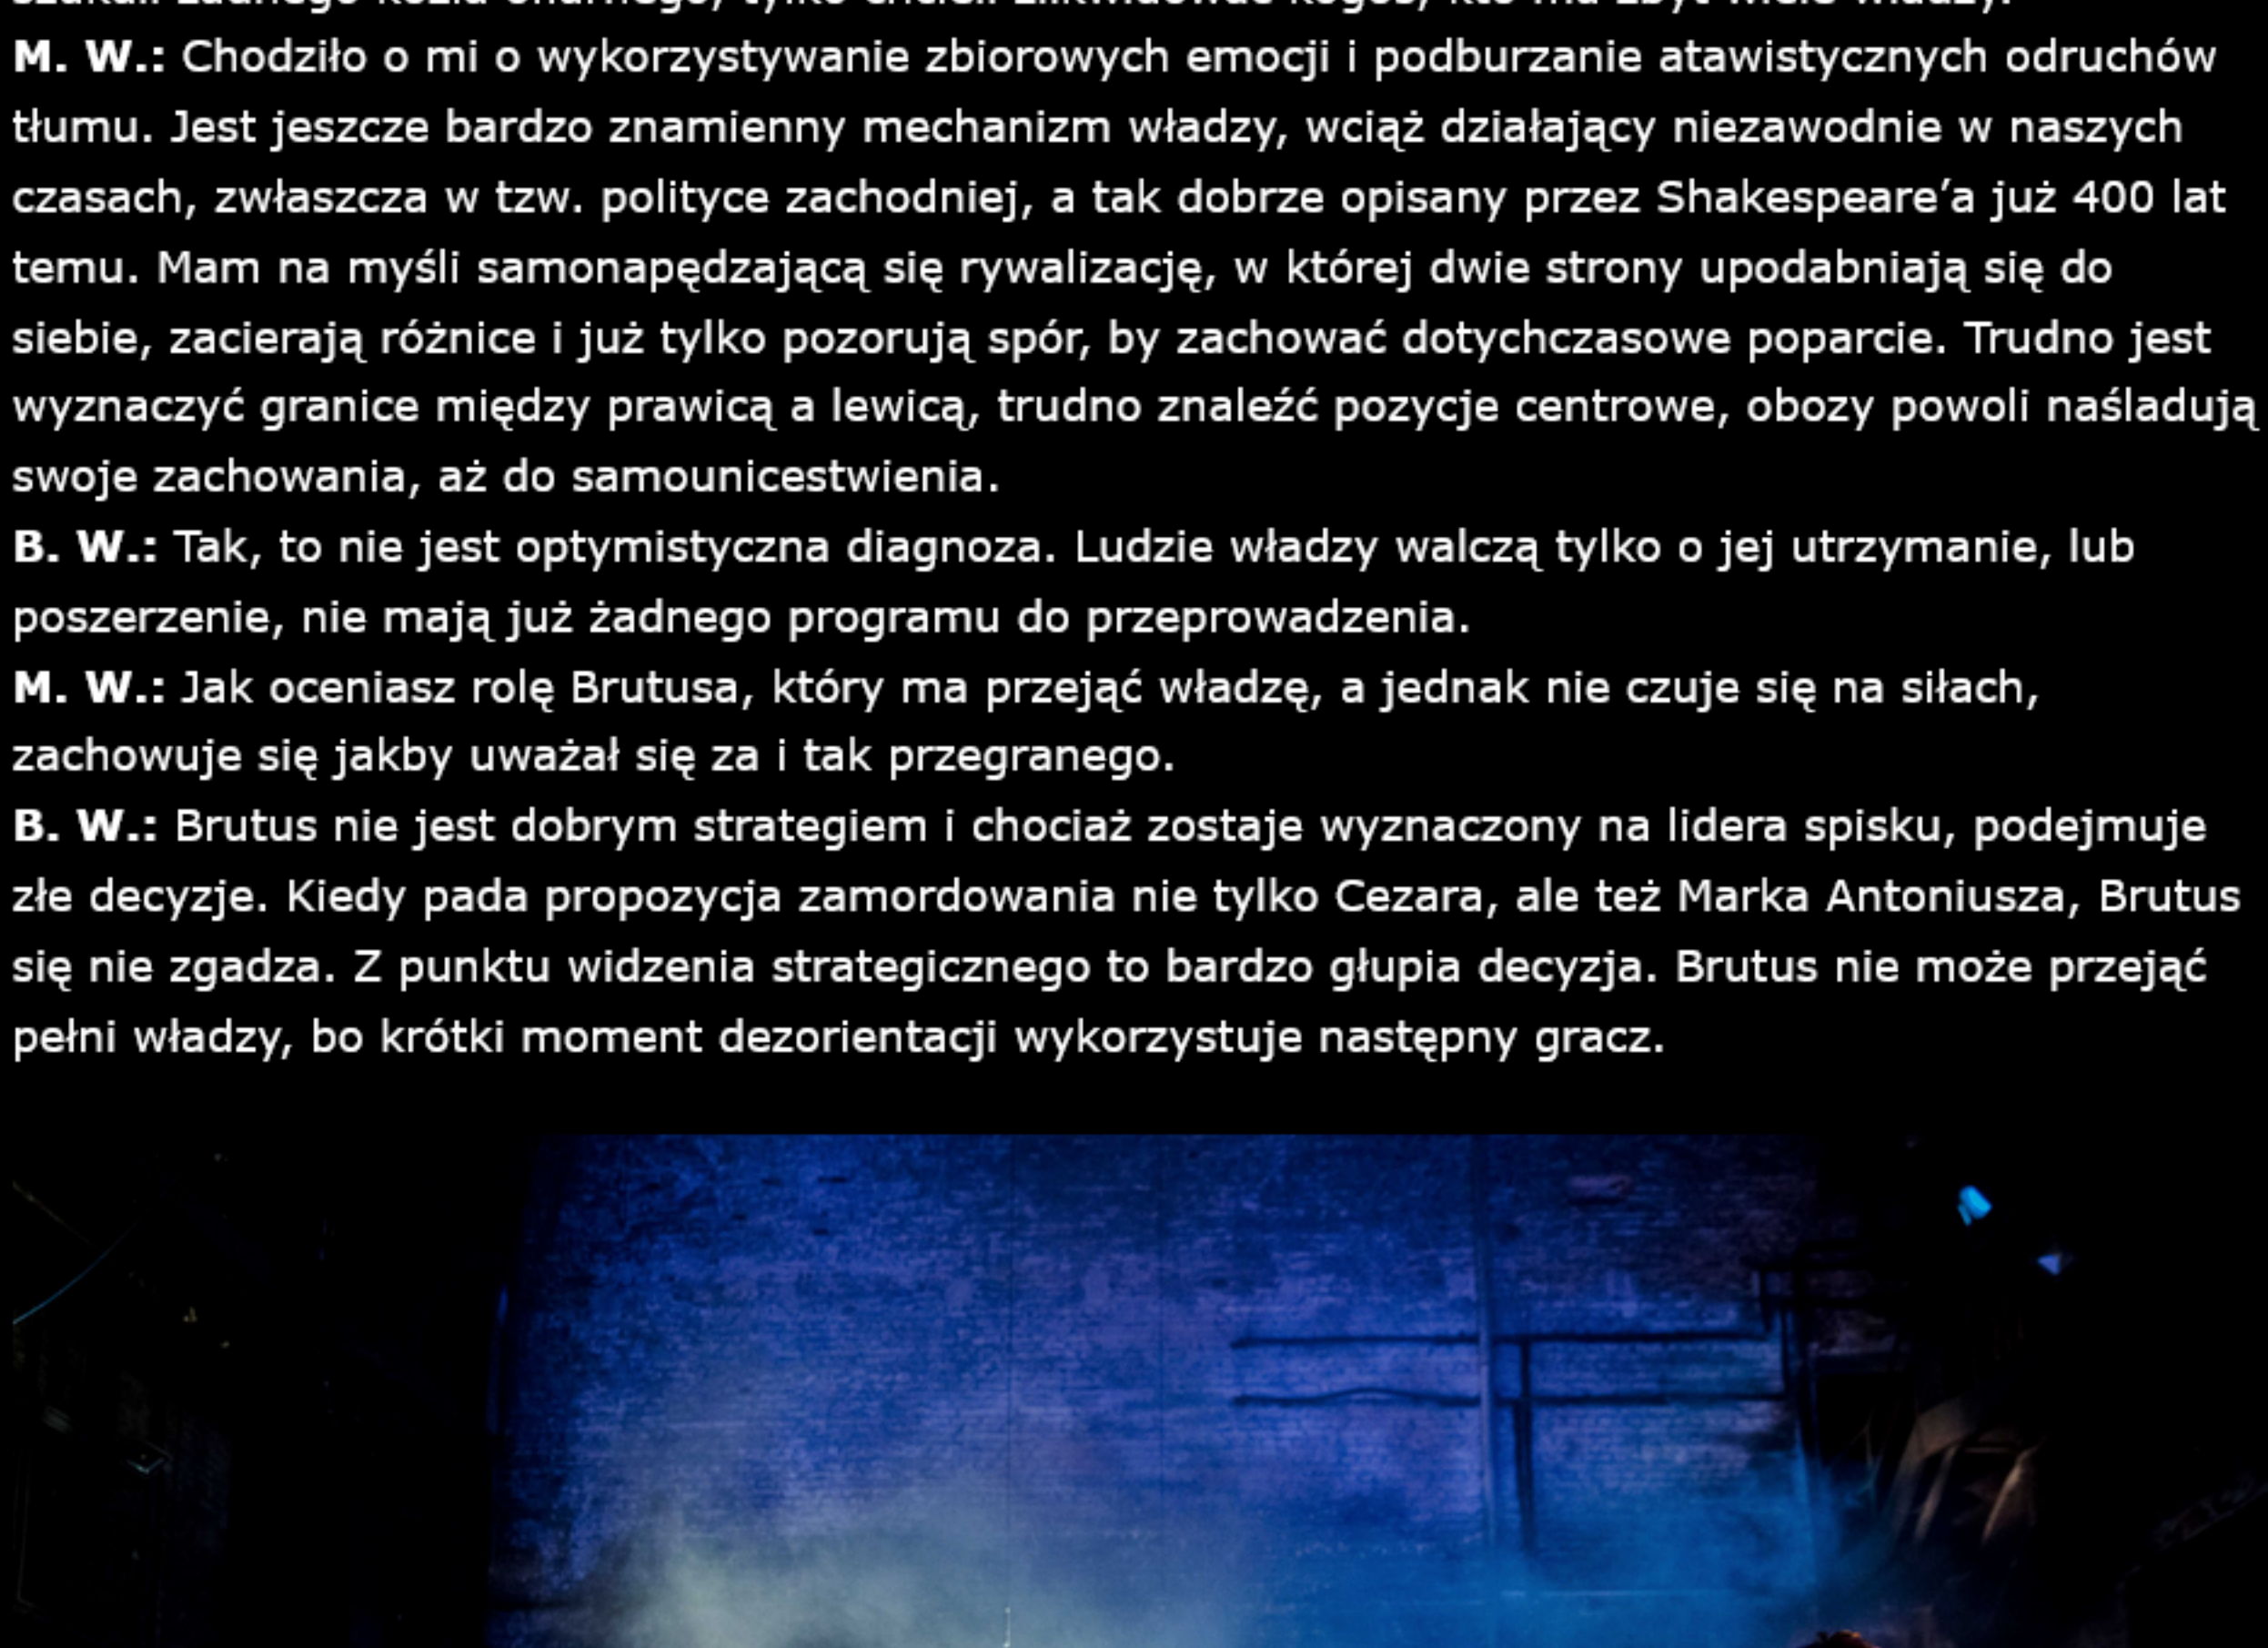 M. W.: Chodziło o mi o wykorzystywanie zbiorowych emocji i podburzanie atawistycznych odruchów
tłumu. Jest jeszcze bardzo znamienny mechanizm władzy, wciąż działający niezawodnie w naszych
czasach, zwłaszcza w tzw. polityce zachodniej, a tak dobrze opisany przez Shakespeare’a już 400 lat
temu. Mam na myśli samonapędzającą się rywalizację, w której dwie strony upodabniają się do
siebie, zacierają różnice i już tylko pozorują spór, by zachować dotychczasowe poparcie. Trudno jest
wyznaczyć granice między prawicą a lewicą, trudno znaleźć pozycje centrowe, obozy powoli naśladują
swoje zachowania, aż do samounicestwienia.
B. W.: Tak, to nie jest optymistyczna diagnoza. Ludzie władzy walczą tylko o jej utrzymanie, lub
poszerzenie, nie mają już żadnego programu do przeprowadzenia.
M. W.: Jak oceniasz rolę Brutusa, który ma przejąć władzę, a jednak nie czuje się na siłach,
zachowuje się jakby uważał się za i tak przegranego.
B. W.: Brutus nie jest dobrym strategiem i chociaż zostaje wyznaczony na lidera spisku, podejmuje
złe decyzje. Kiedy pada propozycja zamordowania nie tylko Cezara, ale też Marka Antoniusza, Brutus
się nie zgadza. Z punktu widzenia strategicznego to bardzo głupia decyzja. Brutus nie może przejąć
pełni władzy, bo krótki moment dezorientacji wykorzystuje następny gracz.